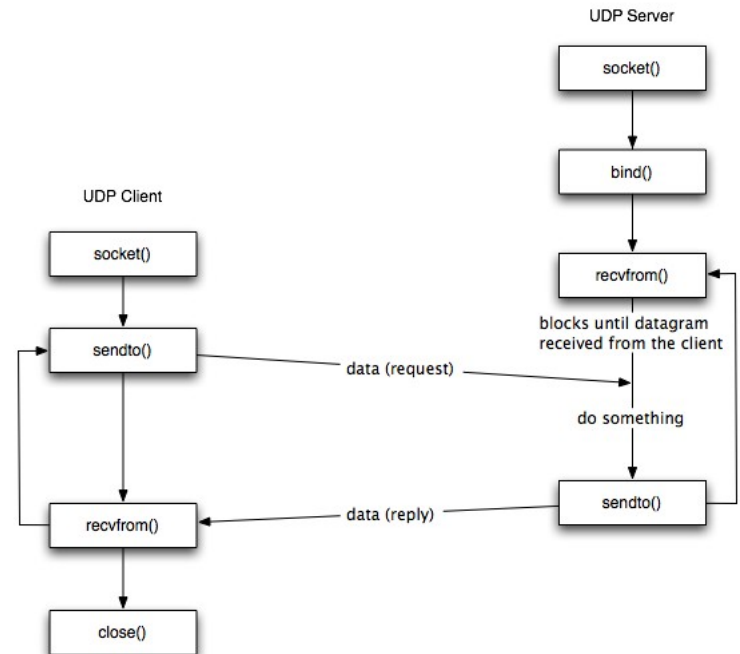 UDP Server
socket()
bind()
UDP Client
socket()
recvfrom()
blocks until datagram
received from the client
sendto()
data (request)
do something
sendto()
data (reply)
recvfrom()
close()